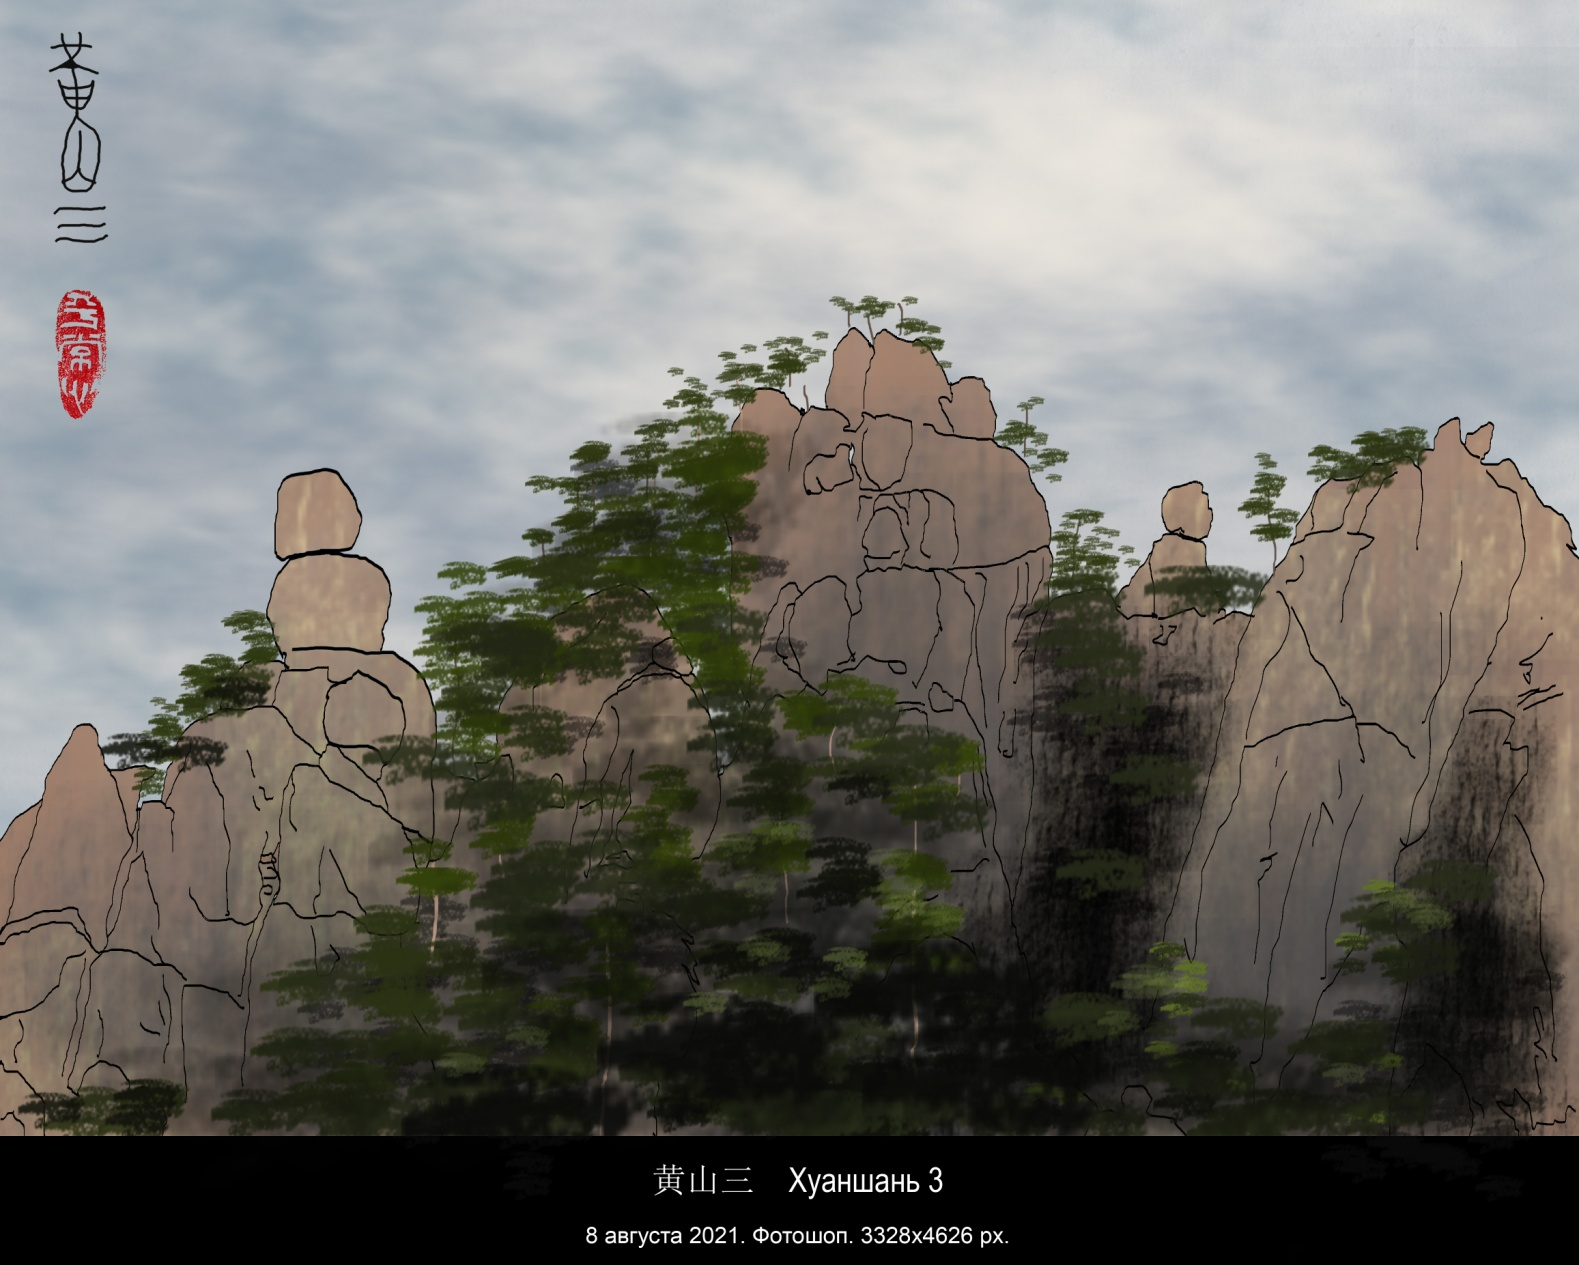 黄山三
黄山三 Хуаншань 3
8 августа 2021. Фотошоп. 3328x4626 px.